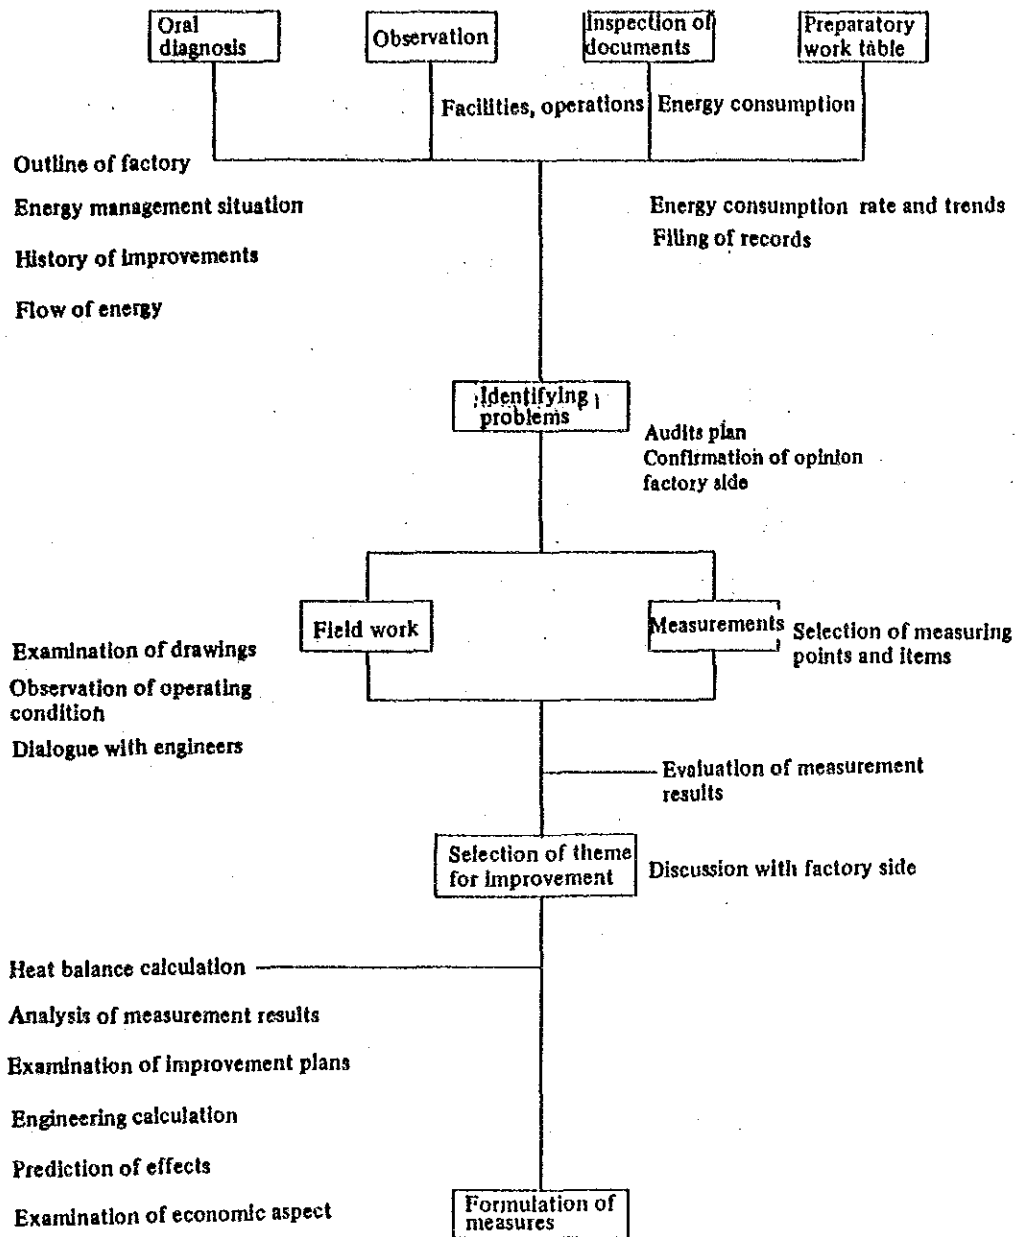 Oral
diagnosis
Observation
Inspection of
documents
Preparatory
work table
Facilities, operations
Energy consumption
Outline of factory
Energy management situation
History of improvements
Flow of energy
Energy consumption rate and trends
Filing of records
Identifying
problems
Audits plan
Confirmation of opinion
factory side
Field work
Measurements
Selection of measuring
points and items
Examination of drawings
Observation of operating
condition
Dialogue with engineers
Evaluation of measurement
results
Selection of theme
for improvement
Discussion with factory side
Heat balance calculation
Analysis of measurement results
Examination of improvement plans
Engineering calculation
Prediction of effects
Examination of economic aspect
Formulation of
measures